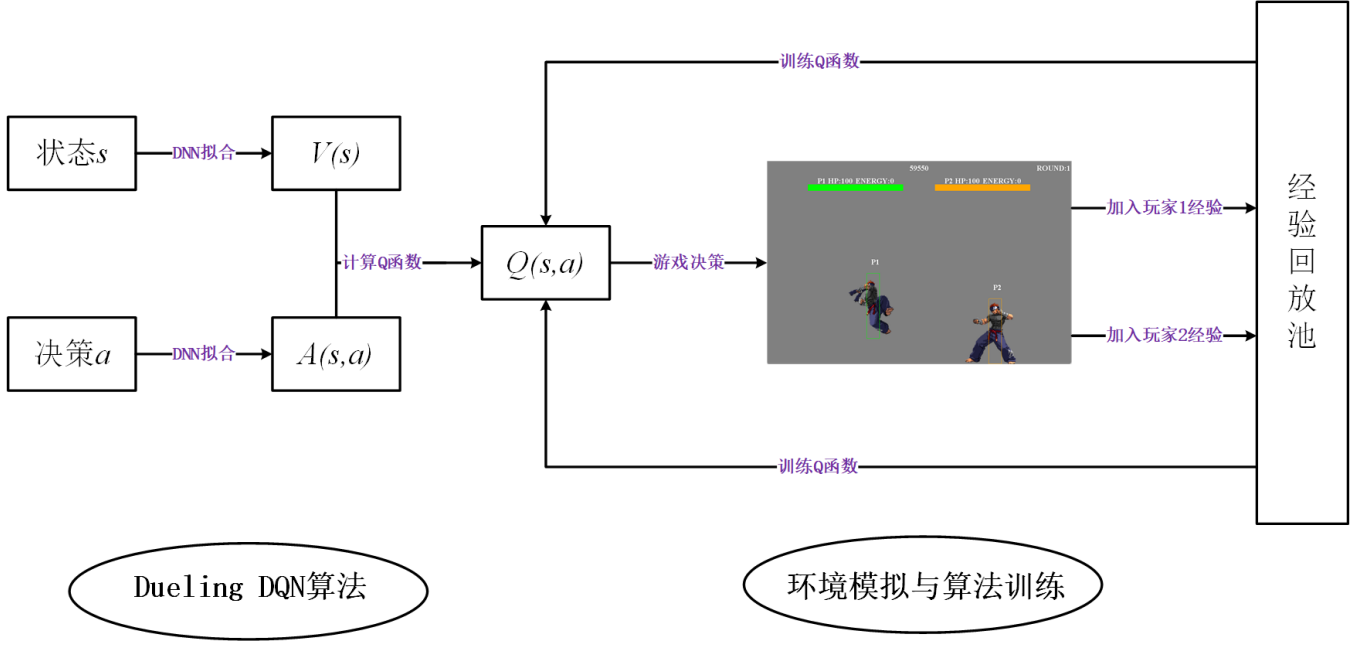 训练Q函数
状态s
DNN拟合
V(s)
59550
ROUND:1
P1 HP:100 ENERGY:0
P2 HP:100 ENERGY:0
加入玩家1经验
经验回放池
计算Q函数
Q(s,a)
游戏决策
P1
P2
决策a
DNN拟合
A(s,a)
加入玩家2经验
训练Q函数
Dueling DQN算法
环境模拟与算法训练